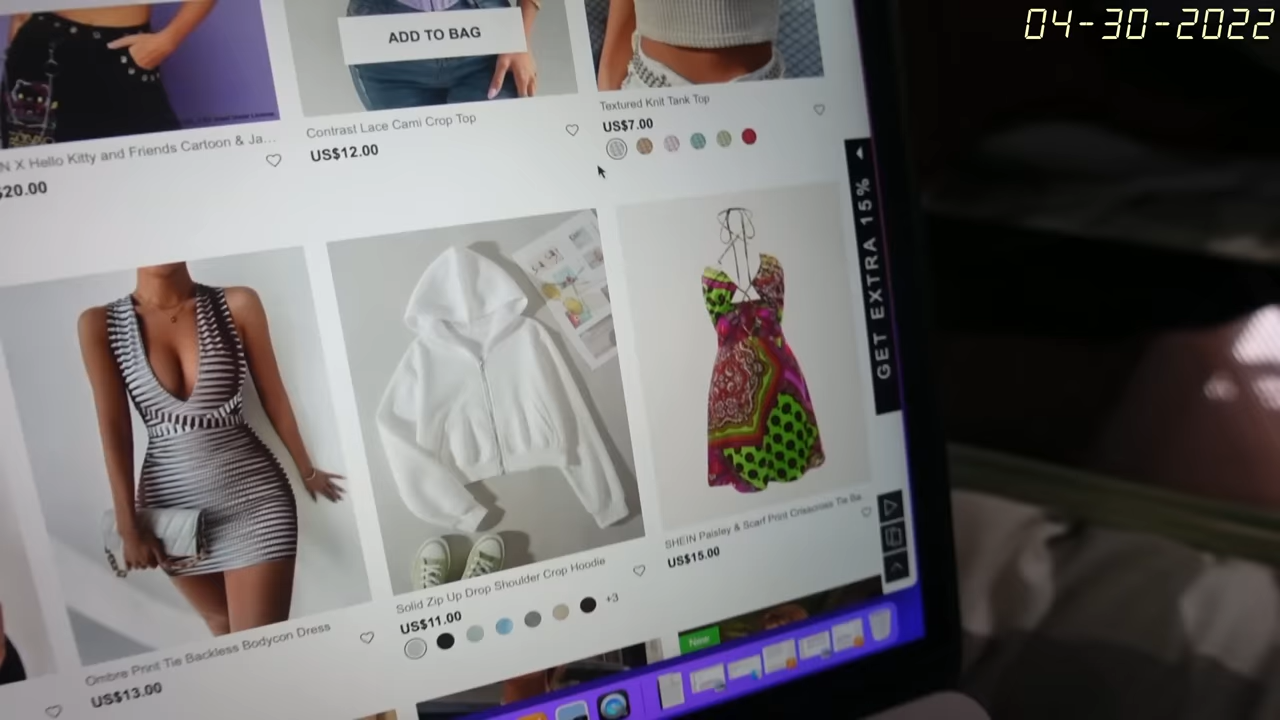 04-30-2022
ADD TO BAG
N X Hello Kitty and Friends Cartoon & Ja...
$20.00
Contrast Lace Cami Crop Top
US$12.00
Textured Knit Tank Top
US$7.00
GET EXTRA 15%
Ombre Print Tie Backless Bodycon Dress
US$13.00
Solid Zip Up Drop Shoulder Crop Hoodie
US$11.00
+3
SHEIN Paisley & Scarf Print Crisscross Tie Ba
US$15.00
New